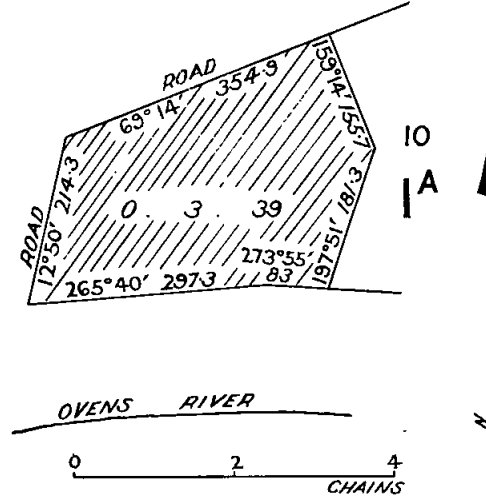 ROAD
69° 14' 354·9
159°14' 155·7
10
A
ROAD
12°50' 214·3
0 . 3 . 39
197°51' 181·3
273°55'
83
265°40' 297·3
OVENS RIVER
N
0 2 4
CHAINS